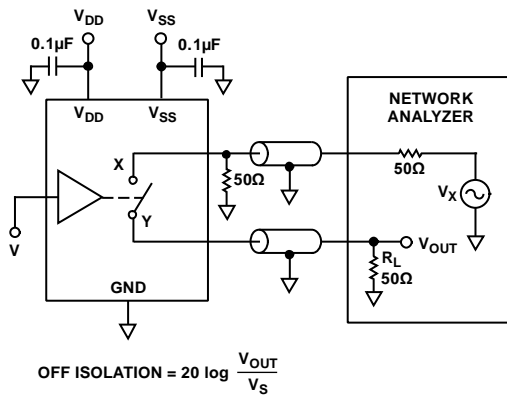 VDD
VSS
0.1µF
0.1µF
VDD
VSS
NETWORK
ANALYZER
X
50Ω
50Ω
VX
Y
V
VOUT
RL
50Ω
GND
OFF ISOLATION = 20 log VOUT
VS